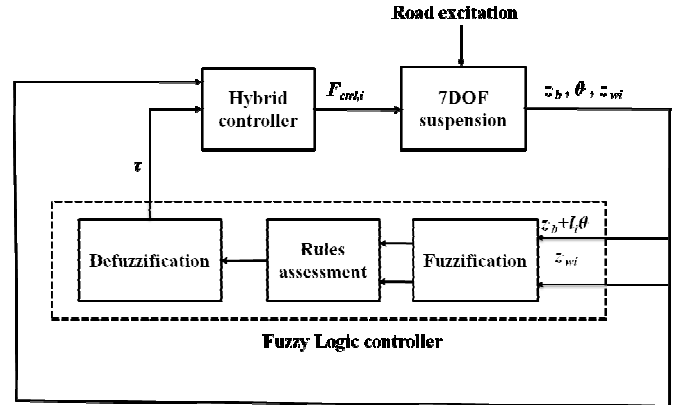 Road excitation
Hybrid
controller
F_ctrl,i
7DOF
suspension
z_b , θ , z_wi
τ
Defuzzification
Rules
assessment
Fuzzification
z_b+l_iθ
z_wi
Fuzzy Logic controller